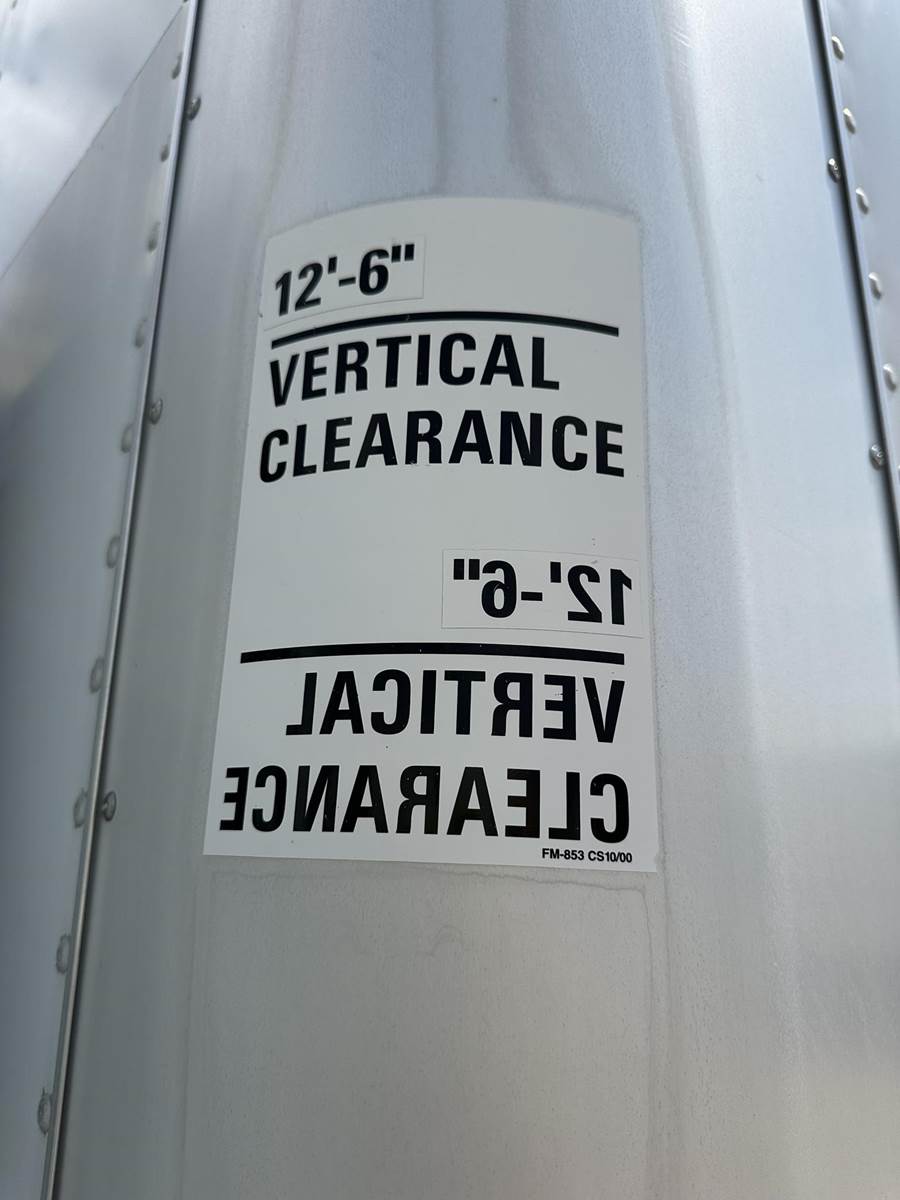 12'-6"
VERTICAL
CLEARANCE
12'-6"
VERTICAL
CLEARANCE
FM-853 CS10/00